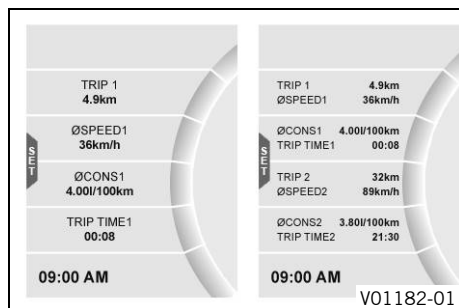 TRIP 1
4.9km
ØSPEED1
36km/h
SET
ØCONS1
4.00l/100km
TRIP TIME1
00:08
09:00 AM
TRIP 1 4.9km
ØSPEED1 36km/h
ØCONS1 4.00l/100km
TRIP TIME1 00:08
SET
TRIP 2 32km
ØSPEED2 89km/h
ØCONS2 3.80l/100km
TRIP TIME2 21:30
09:00 AM
V01182-01